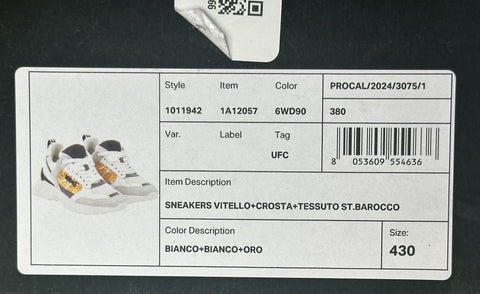 99
Style Item Color PROCAL/2024/3075/1
1011942 1A12057 6WD90 380
Var. Label Tag
UFC
8 053609 554636
Item Description
SNEAKERS VITELLO+CROSTA+TESSUTO ST.BAROCCO
Color Description Size:
BIANCO+BIANCO+ORO 430